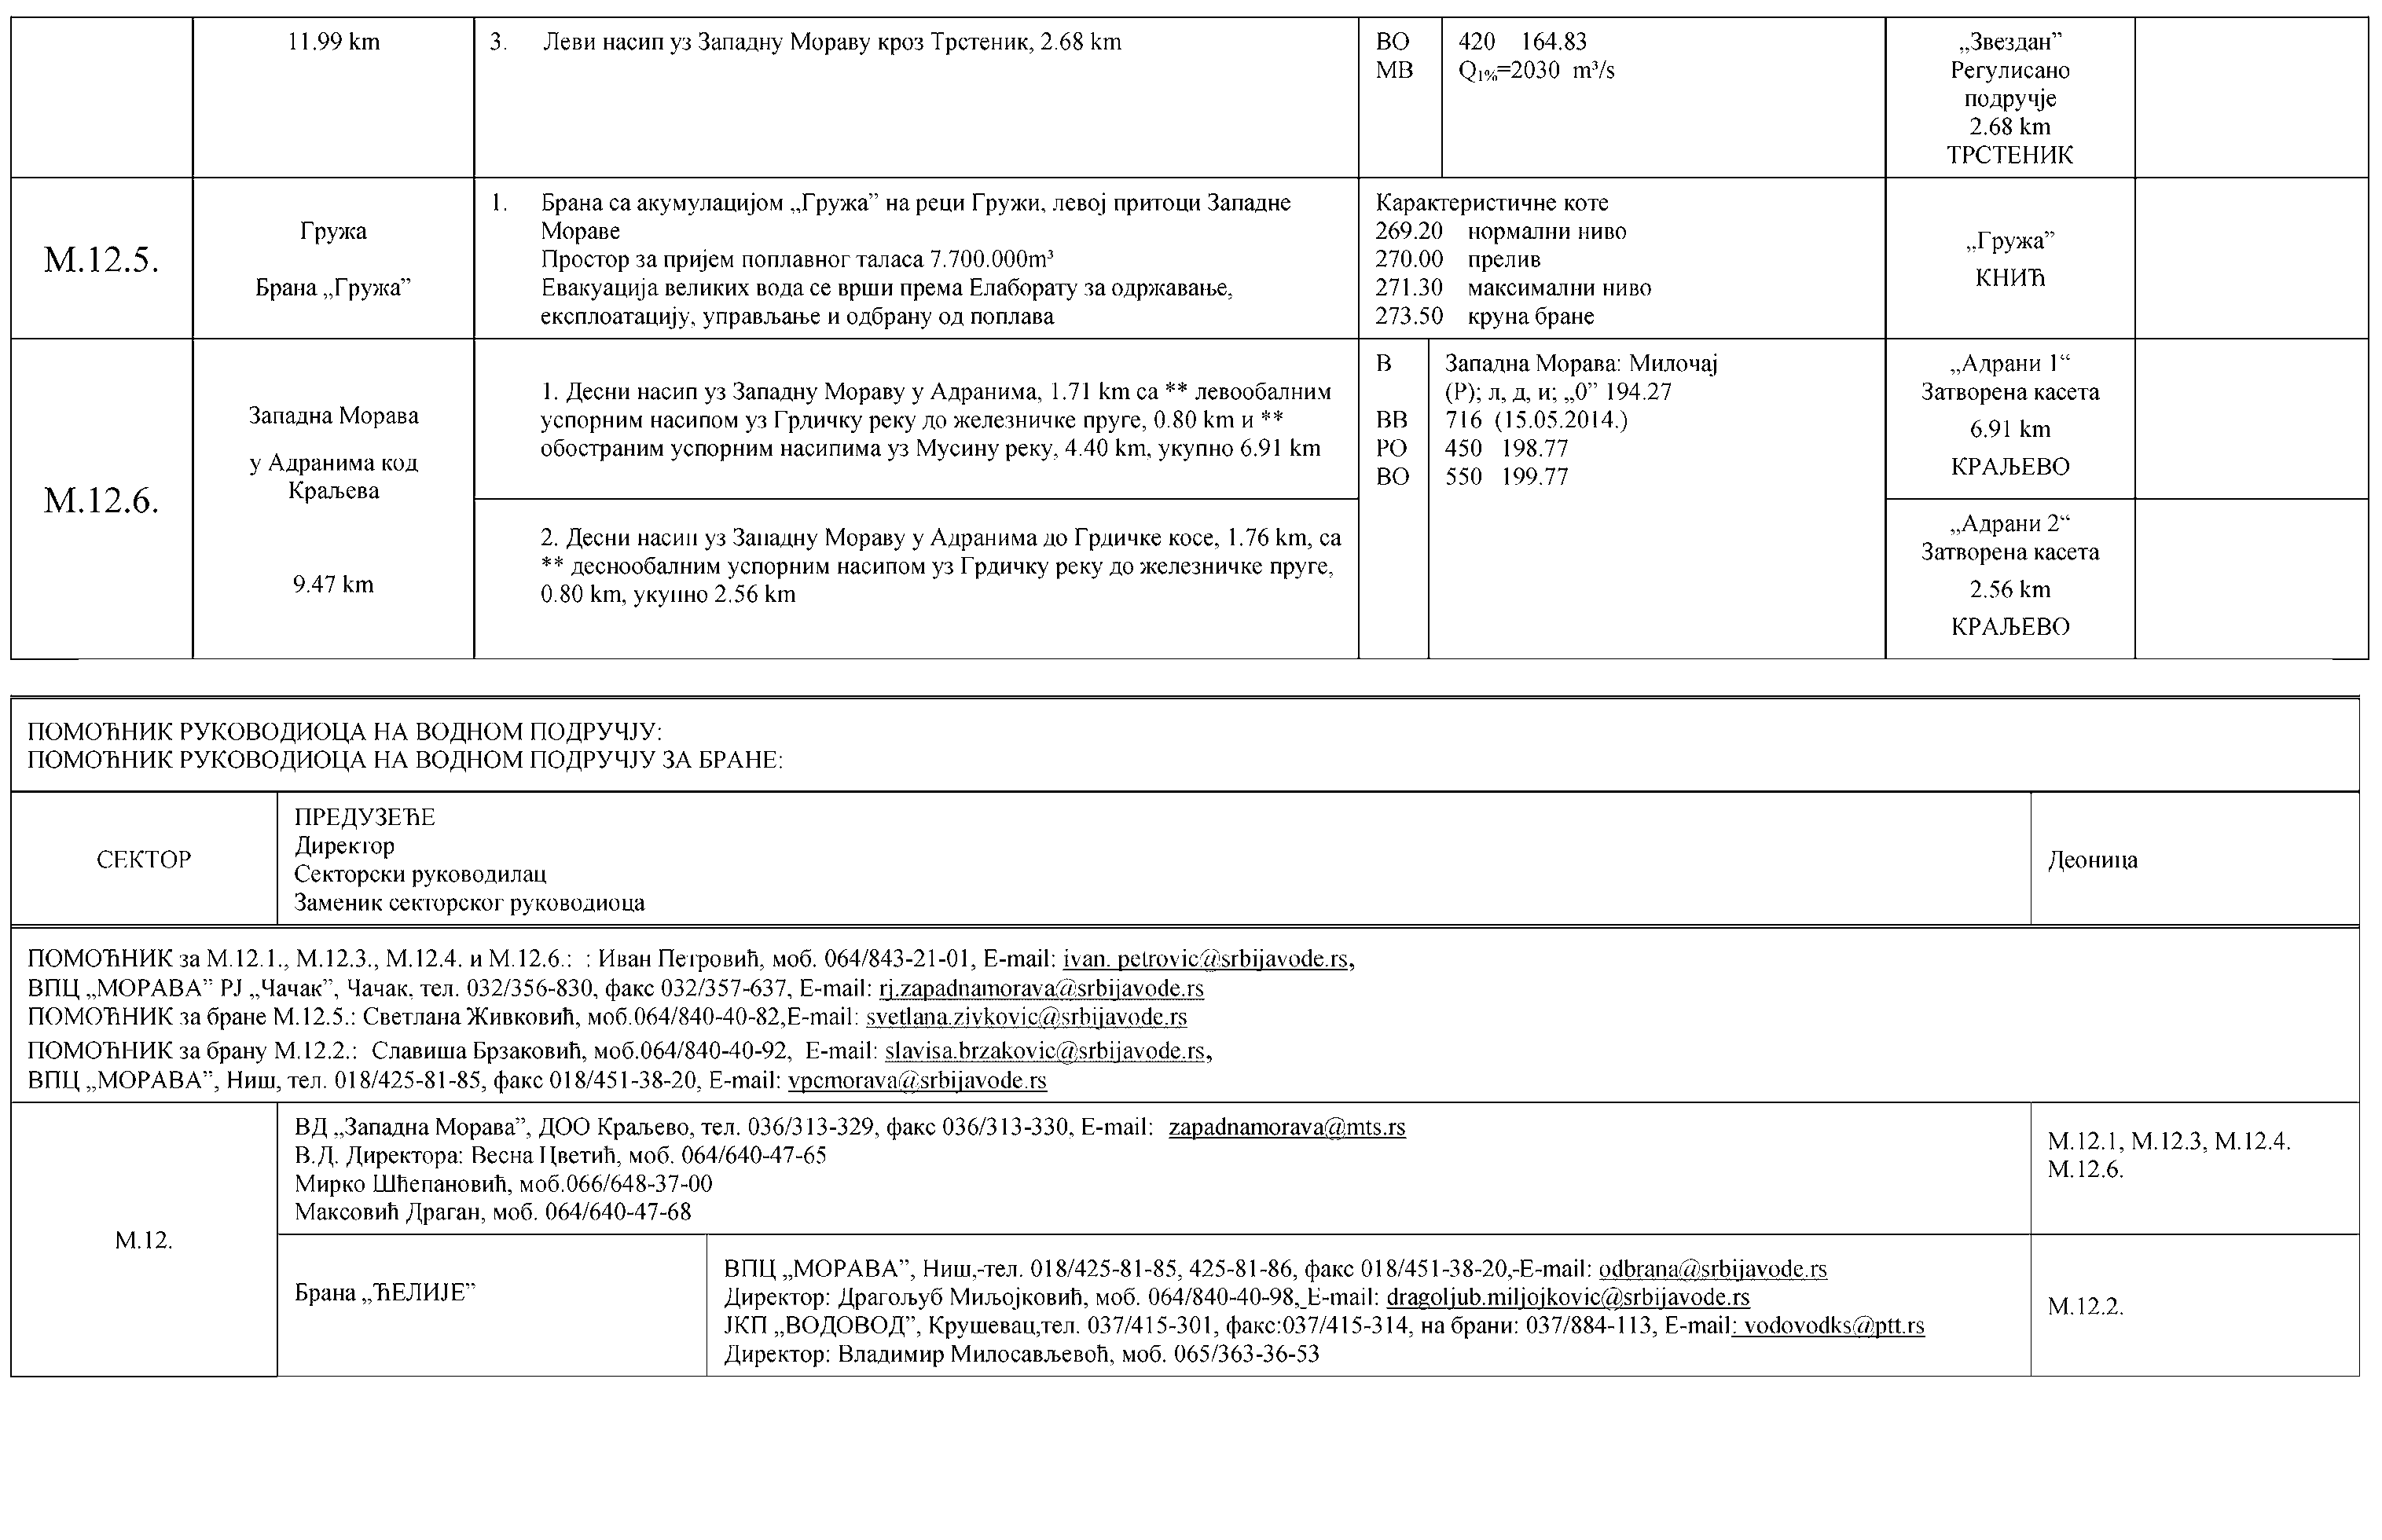 11.99 km
3. Леви насип уз Западну Мораву кроз Трстеник, 2.68 km
ВО 420 164.83
МВ Q1%=2030 m³/s
„Звездан”
Регулисано
подручје
2.68 km
ТРСТЕНИК
М.12.5.
Гружа
Брана „Гружа”
1. Брана са акумулацијом „Гружа” на реци Гружи, левој притоци Западне
Мораве
Простор за пријем поплавног таласа 7.700.000m³
Евакуација великих вода се врши према Елаборату за одржавање,
експлоатацију, управљање и одбрану од поплава
Карактеристичне коте
269.20 нормални ниво
270.00 прелив
271.30 максимални ниво
273.50 круна бране
„Гружа”
КНИЋ
М.12.6.
Западна Морава
у Адранима код
Краљева
9.47 km
1. Десни насип уз Западну Мораву у Адранима, 1.71 km са ** левообалним
успорним насипом уз Грдичку реку до железничке пруге, 0.80 km и **
обостраним успорним насипима уз Мусину реку, 4.40 km, укупно 6.91 km
2. Десни насип уз Западну Мораву у Адранима до Грдичке косе, 1.76 km, са
** деснообалним успорним насипом уз Грдичку реку до железничке пруге,
0.80 km, укупно 2.56 km
В Западна Морава: Милочај
(Р); л, д, и; „0” 194.27
ВВ 716 (15.05.2014.)
РО 450 198.77
ВО 550 199.77
„Адрани 1“
Затворена касета
6.91 km
КРАЉЕВО
„Адрани 2“
Затворена касета
2.56 km
КРАЉЕВО
ПОМОЋНИК РУКОВОДИОЦА НА ВОДНОМ ПОДРУЧЈУ:
ПОМОЋНИК РУКОВОДИОЦА НА ВОДНОМ ПОДРУЧЈУ ЗА БРАНЕ:
СЕКТОР
ПРЕДУЗЕЋЕ
Директор
Секторски руководилац
Заменик секторског руководиоца
Деоница
ПОМОЋНИК за М.12.1., М.12.3., М.12.4. и М.12.6.: : Иван Петровић, моб. 064/843-21-01, E-mail: ivan. petrovic@srbijavode.rs,
ВПЦ „МОРАВА” РЈ „Чачак”, Чачак, тел. 032/356-830, факс 032/357-637, E-mail: rj.zapadnamorava@srbijavode.rs
ПОМОЋНИК за бране М.12.5.: Светлана Живковић, моб.064/840-40-82,E-mail: svetlana.zivkovic@srbijavode.rs
ПОМОЋНИК за брану М.12.2.: Славиша Брзаковић, моб.064/840-40-92, E-mail: slavisa.brzakovic@srbijavode.rs,
ВПЦ „МОРАВА”, Ниш, тел. 018/425-81-85, факс 018/451-38-20, E-mail: vpcmorava@srbijavode.rs
М.12.
ВД „Западна Морава”, ДОО Краљево, тел. 036/313-329, факс 036/313-330, E-mail: zapadnamorava@mts.rs
В.Д. Директора: Весна Цветић, моб. 064/640-47-65
Мирко Шћепановић, моб.066/648-37-00
Максовић Драган, моб. 064/640-47-68
М.12.1, М.12.3, М.12.4.
М.12.6.
Брана „ЋЕЛИЈЕ”
ВПЦ „МОРАВА”, Ниш,-тел. 018/425-81-85, 425-81-86, факс 018/451-38-20,-E-mail: odbrana@srbijavode.rs
Директор: Драгољуб Миљојковић, моб. 064/840-40-98, E-mail: dragoljub.miljojkovic@srbijavode.rs
ЈКП „ВОДОВОД”, Крушевац,тел. 037/415-301, факс:037/415-314, на брани: 037/884-113, E-mail: vodovodks@ptt.rs
Директор: Владимир Милосављевоћ, моб. 065/363-36-53
М.12.2.